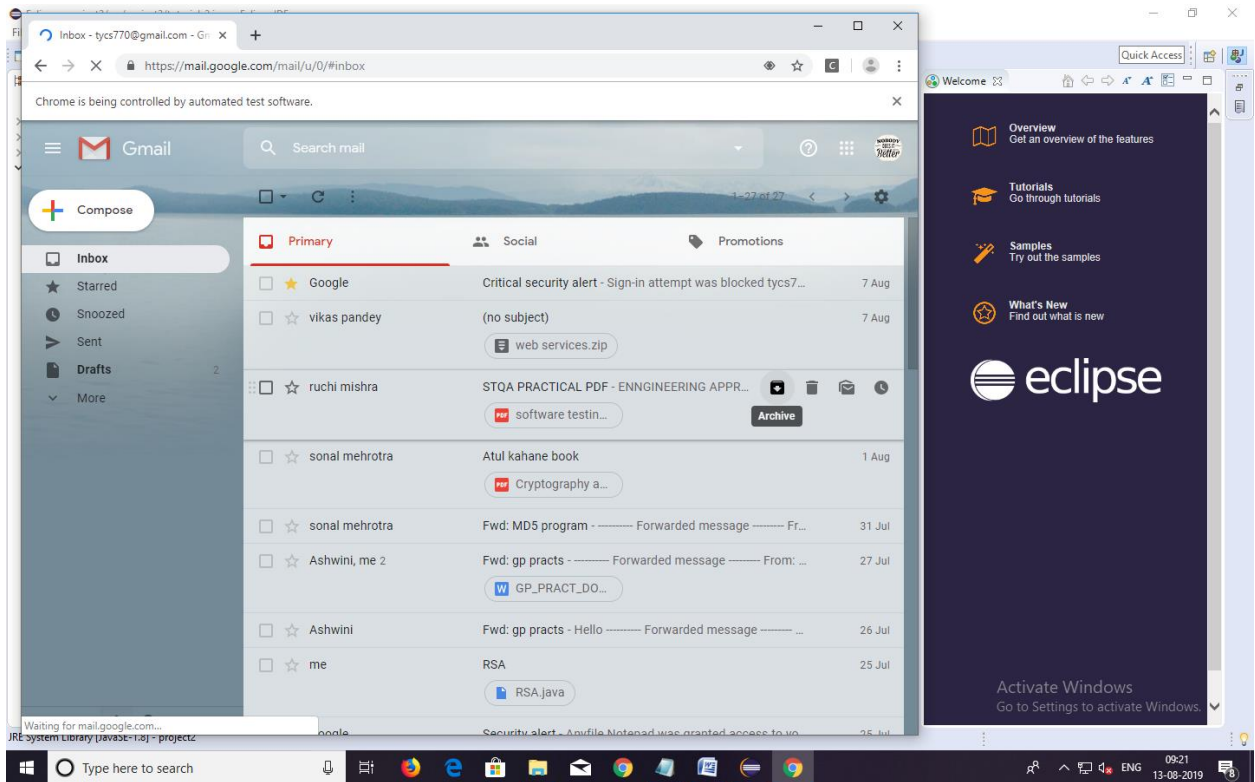 Inbox - tycs770@gmail.com - Gm
https://mail.google.com/mail/u/0/#inbox
Chrome is being controlled by automated test software.
Gmail
Search mail
NOBODY
DOES IT
Better
1–27 of 27
Compose
Primary
Social
Promotions
Inbox
Starred
Snoozed
Sent
Drafts 2
More
Google Critical security alert - Sign-in attempt was blocked tycs7... 7 Aug
vikas pandey (no subject) 7 Aug
web services.zip
ruchi mishra STQA PRACTICAL PDF - ENNGINEERING APPR...
software testin...
Archive
sonal mehrotra Atul kahane book 1 Aug
Cryptography a...
sonal mehrotra Fwd: MD5 program - ---------- Forwarded message --------- Fr... 31 Jul
Ashwini, me 2 Fwd: gp practs - ---------- Forwarded message --------- From: ... 27 Jul
GP_PRACT_DO...
Ashwini Fwd: gp practs - Hello ---------- Forwarded message --------- ... 26 Jul
me RSA 25 Jul
RSA.java
Security alert - Anyfile Notepad was granted access to yo... 25 Jul
Waiting for mail.google.com...
JRE System Library [JavaSE-1.8] - project2
Quick Access
Welcome
Overview
Get an overview of the features
Tutorials
Go through tutorials
Samples
Try out the samples
What's New
Find out what is new
eclipse
Activate Windows
Go to Settings to activate Windows.
Type here to search
ENG
09:21
13-08-2019
8